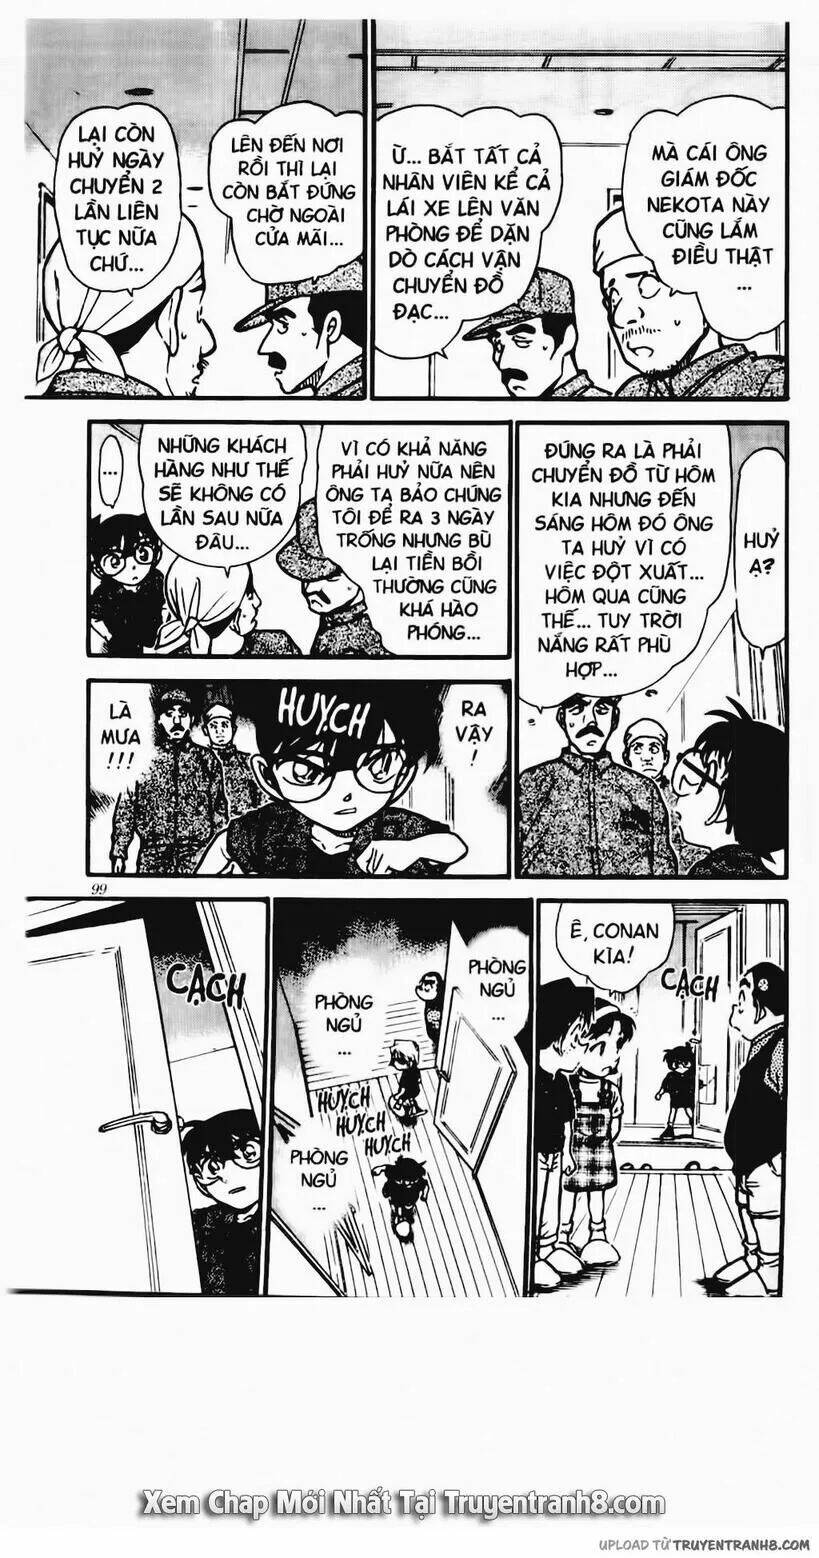 MÀ CÁI ÔNG
GIÁM ĐỐC
NEKOTA NÀY
CŨNG LẮM
ĐIỀU THẬT
...
Ừ... BẮT TẤT CẢ
NHÂN VIÊN KỂ CẢ
LÁI XE LÊN VĂN
PHÒNG ĐỂ DẶN
DÒ CÁCH VẬN
CHUYỂN ĐỒ
ĐẠC...
LÊN ĐẾN NƠI
RỒI THÌ LẠI
CÒN BẮT ĐỨNG
CHỜ NGOÀI
CỬA MÃI...
LẠI CÒN
HUỶ NGÀY
CHUYỂN 2
LẦN LIÊN
TỤC NỮA
CHỨ...
HUỶ
Ạ?
ĐÚNG RA LÀ PHẢI
CHUYỂN ĐỒ TỪ HÔM
KIA NHƯNG ĐẾN
SÁNG HÔM ĐÓ ÔNG
TA HUỶ VÌ CÓ
VIỆC ĐỘT XUẤT...
HÔM QUA CŨNG
THẾ... TUY TRỜI
NẮNG RẤT PHÙ
HỢP...
VÌ CÓ KHẢ NĂNG
PHẢI HUỶ NỮA NÊN
ÔNG TA BẢO CHÚNG
TÔI ĐỂ RA 3 NGÀY
TRỐNG NHƯNG BÙ
LẠI TIỀN BỒI
THƯỜNG CŨNG
KHÁ HÀO
PHÓNG...
NHỮNG KHÁCH
HÀNG NHƯ THẾ
SẼ KHÔNG CÓ
LẦN SAU NỮA
ĐÂU...
...
RA
VẬY
!
HUỴCH
LÀ
MƯA
!!!
99
Ê, CONAN
KÌA!
CẠCH
PHÒNG
NGỦ
...
PHÒNG
NGỦ
...
HUỴCH
HUỴCH
HUỴCH
PHÒNG
NGỦ
...
CẠCH
Xem Chap Mới Nhất Tại Truyentranh8.com
UPLOAD TỪ TRUYENTRANH8.COM